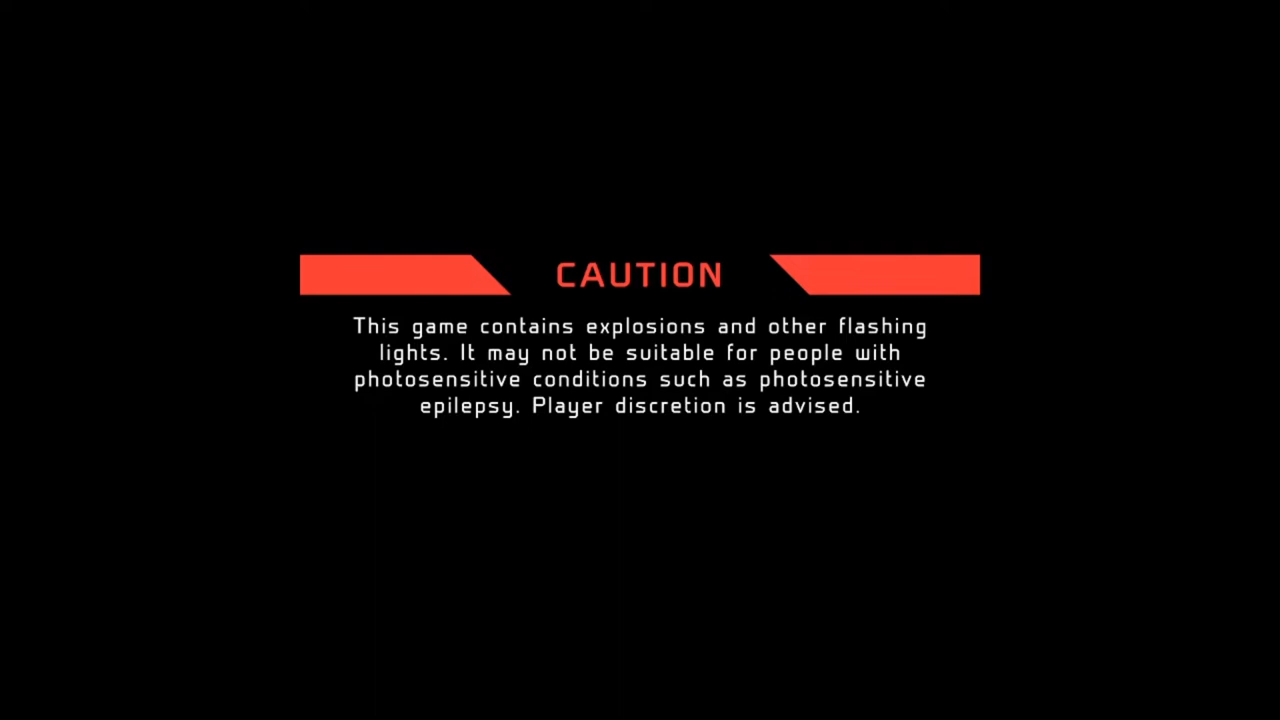 CAUTION
This game contains explosions and other flashing
lights. It may not be suitable for people with
photosensitive conditions such as photosensitive
epilepsy. Player discretion is advised.